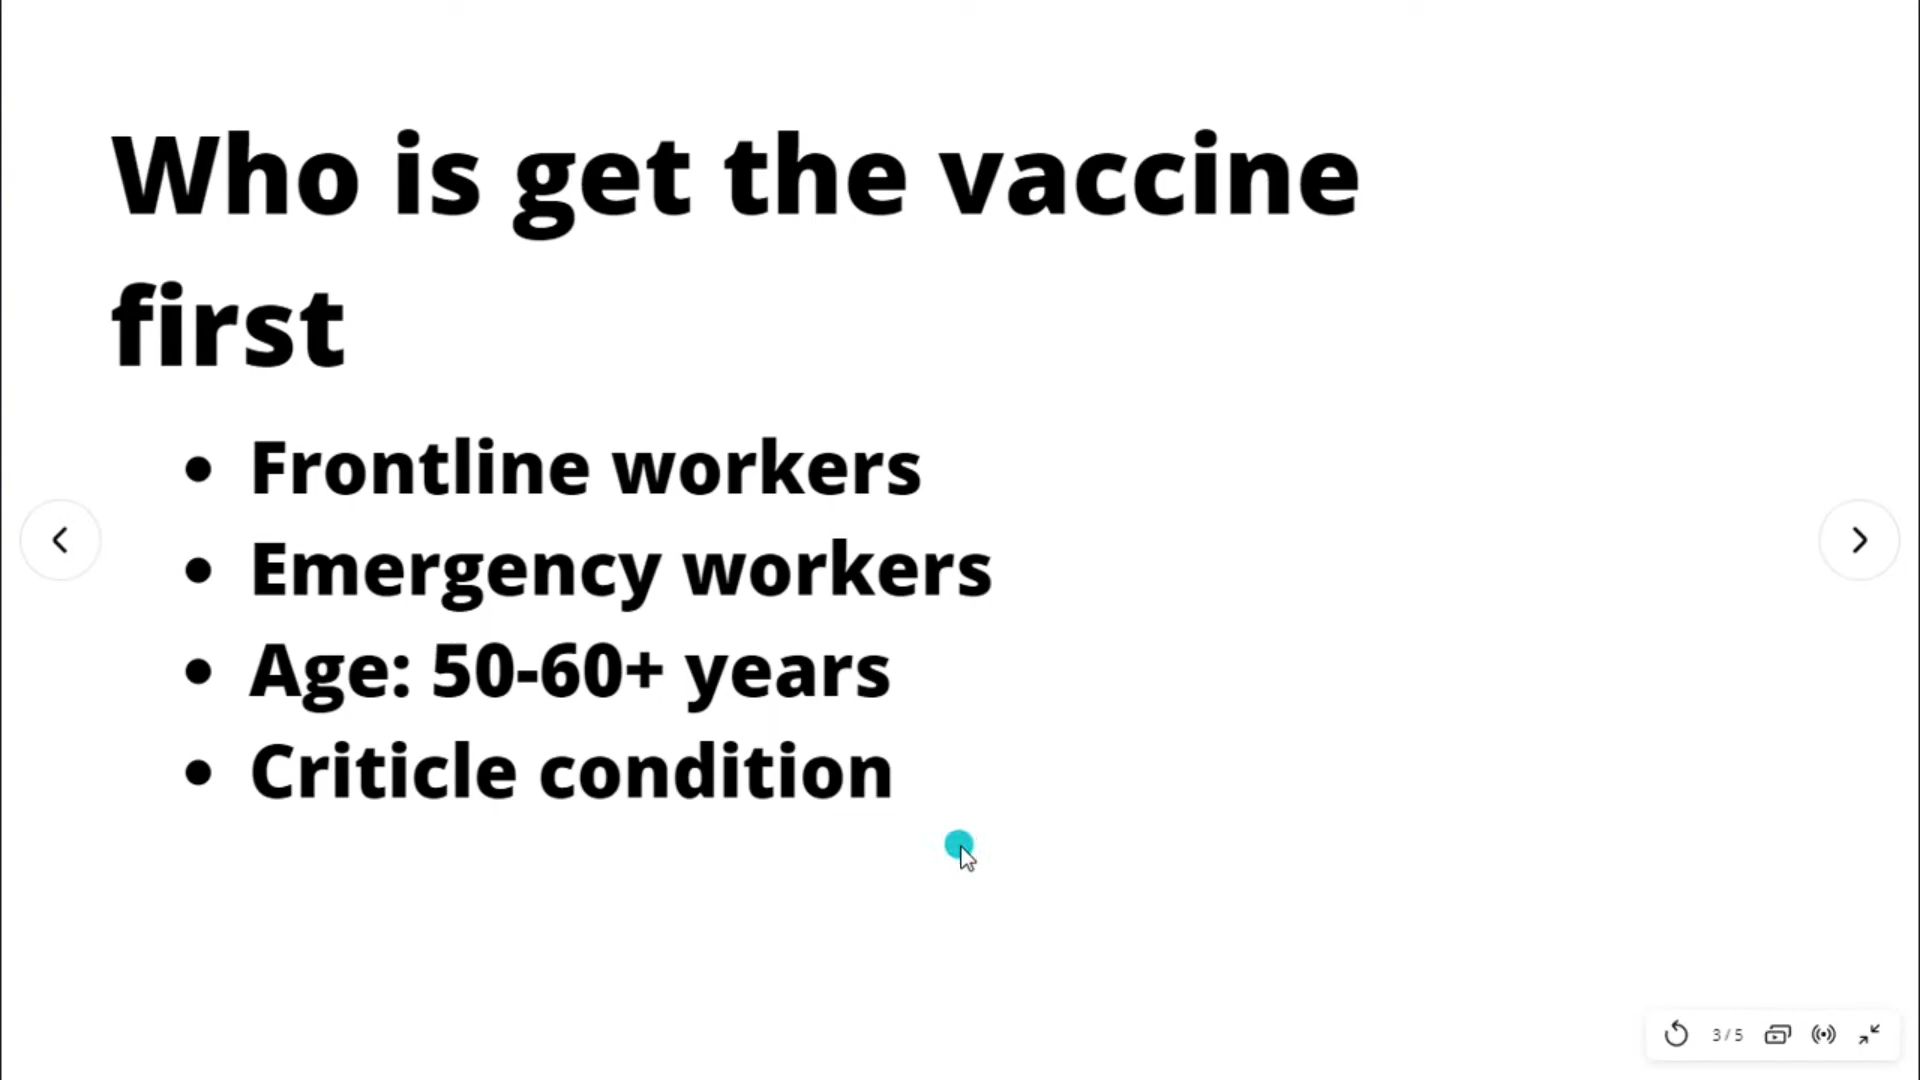 Who is get the vaccine
first
• Frontline workers
• Emergency workers
• Age: 50-60+ years
• Criticle condition
3/5